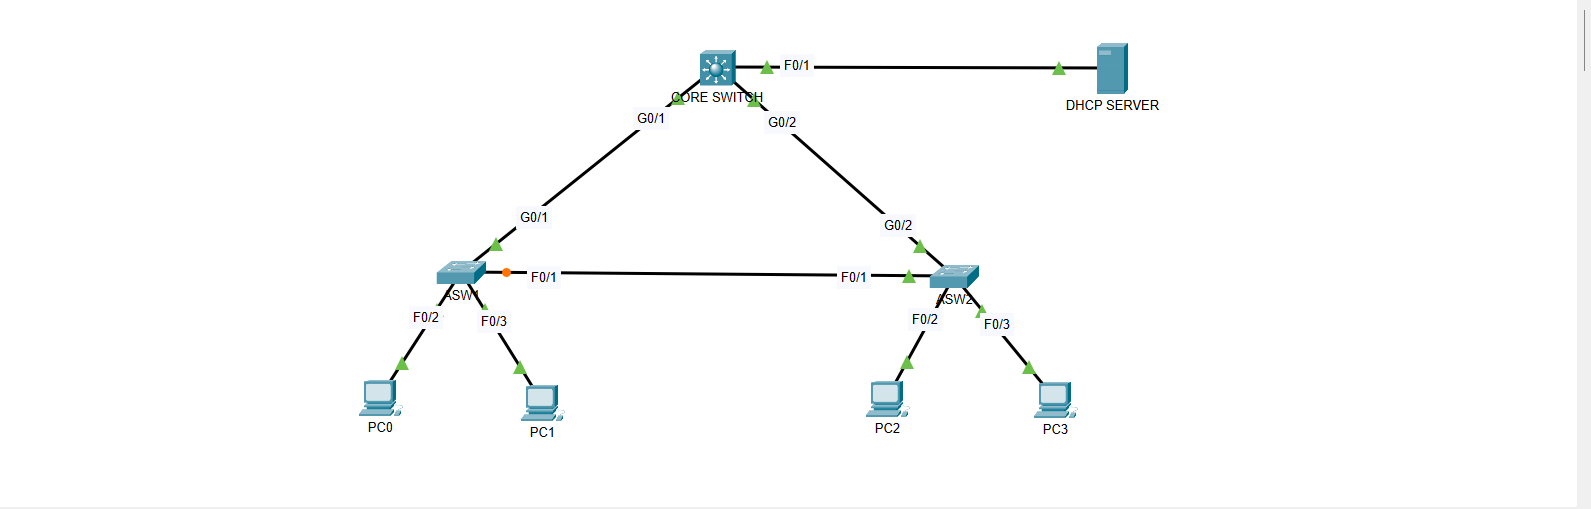 F0/1
CORE SWITCH
DHCP SERVER
G0/1
G0/2
G0/1
G0/2
F0/1
F0/1
ASW1
ASW2
F0/2
F0/3
F0/2
F0/3
PC0
PC1
PC2
PC3